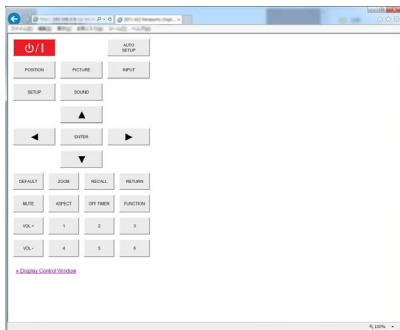 ⏻/I
AUTO
SETUP
POSITION PICTURE INPUT
SETUP SOUND
▲
◀ ENTER ▶
▼
DEFAULT ZOOM RECALL RETURN
MUTE ASPECT OFF TIMER FUNCTION
VOL + 1 2 3
VOL - 4 5 6
» Display Control Window
100%